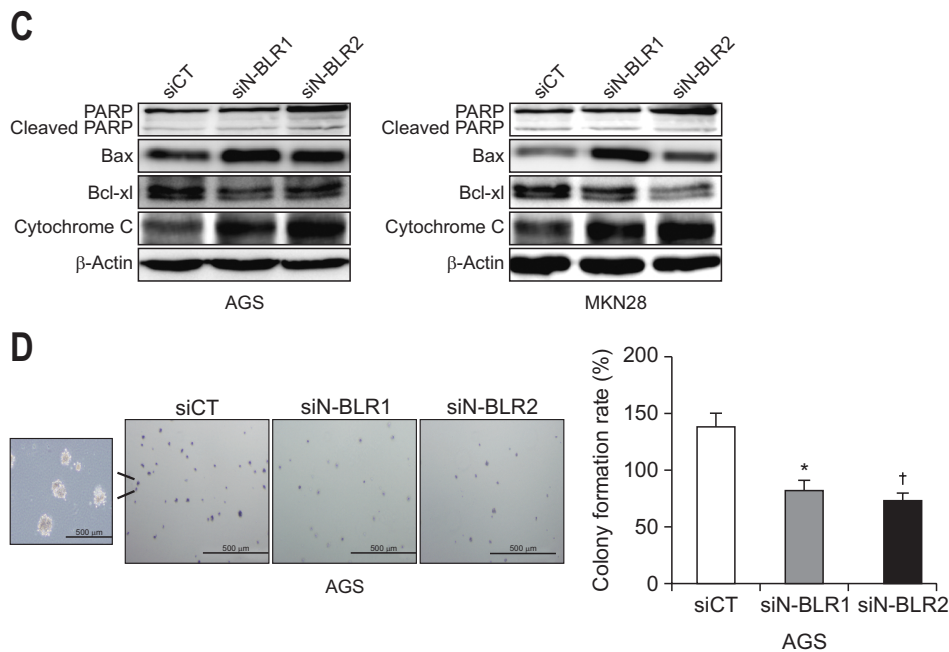 C
siCT siN-BLR1 siN-BLR2
PARP
Cleaved PARP
Bax
Bcl-xl
Cytochrome C
β-Actin
AGS
siCT siN-BLR1 siN-BLR2
PARP
Cleaved PARP
Bax
Bcl-xl
Cytochrome C
β-Actin
MKN28
D
siCT siN-BLR1 siN-BLR2
500 μm
500 μm
500 μm
500 μm
AGS
Colony formation rate (%)
200
150
100
50
0
*
†
siCT siN-BLR1 siN-BLR2
AGS